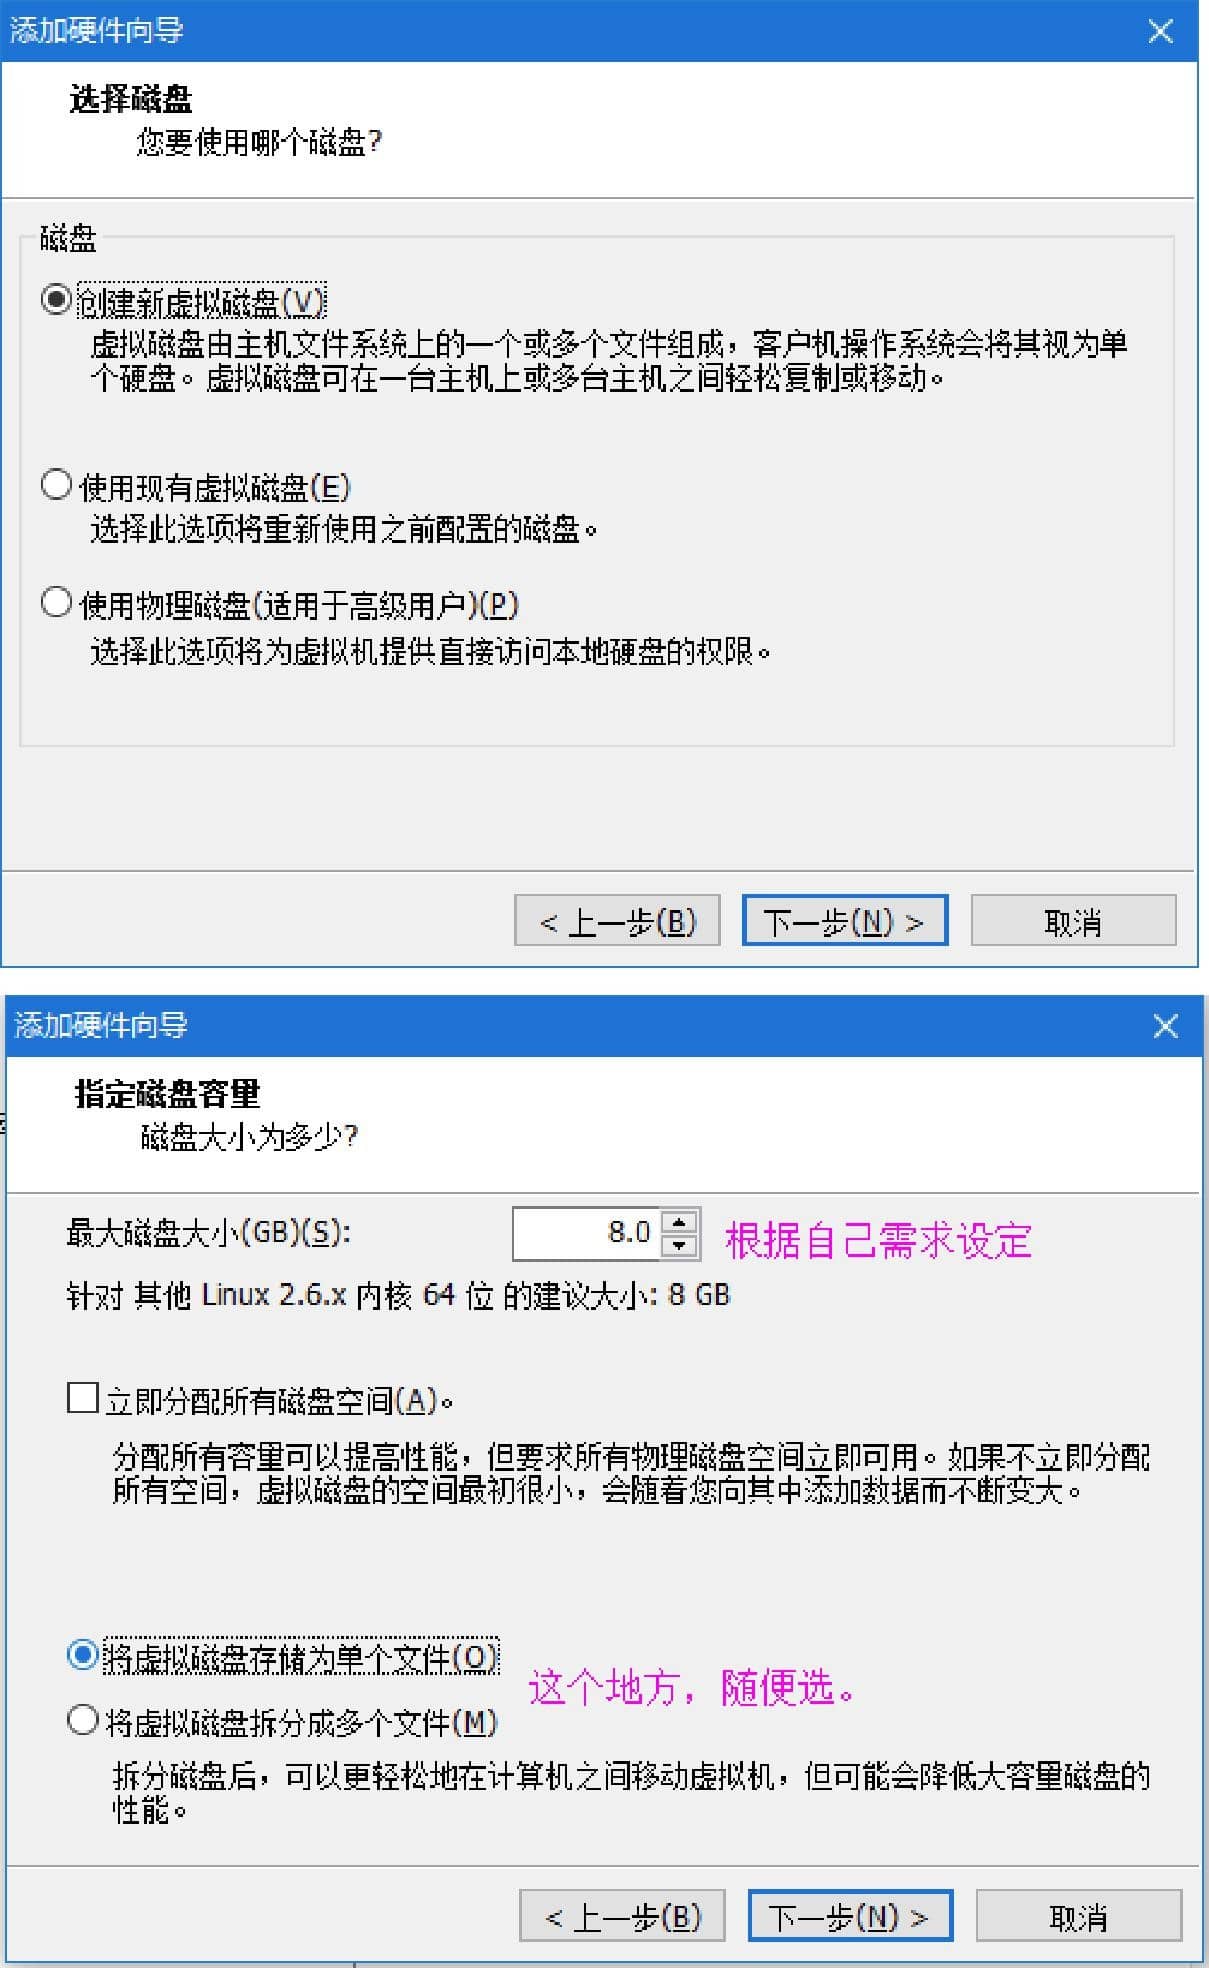 添加硬件向导
选择磁盘
您要使用哪个磁盘?
磁盘
创建新虚拟磁盘(V)
虚拟磁盘由主机文件系统上的一个或多个文件组成，客户机操作系统会将其视为单
个硬盘。虚拟磁盘可在一台主机上或多台主机之间轻松复制或移动。
使用现有虚拟磁盘(E)
选择此选项将重新使用之前配置的磁盘。
使用物理磁盘(适用于高级用户)(P)
选择此选项将为虚拟机提供直接访问本地硬盘的权限。
< 上一步(B) 下一步(N) > 取消
添加硬件向导
指定磁盘容量
磁盘大小为多少?
最大磁盘大小(GB)(S): 8.0 根据自己需求设定
针对 其他 Linux 2.6.x 内核 64 位 的建议大小: 8 GB
立即分配所有磁盘空间(A)。
分配所有容量可以提高性能，但要求所有物理磁盘空间立即可用。如果不立即分配
所有空间，虚拟磁盘的空间最初很小，会随着您向其中添加数据而不断变大。
将虚拟磁盘存储为单个文件(O)
这个地方，随便选。
将虚拟磁盘拆分成多个文件(M)
拆分磁盘后，可以更轻松地在计算机之间移动虚拟机，但可能会降低大容量磁盘的
性能。
< 上一步(B) 下一步(N) > 取消